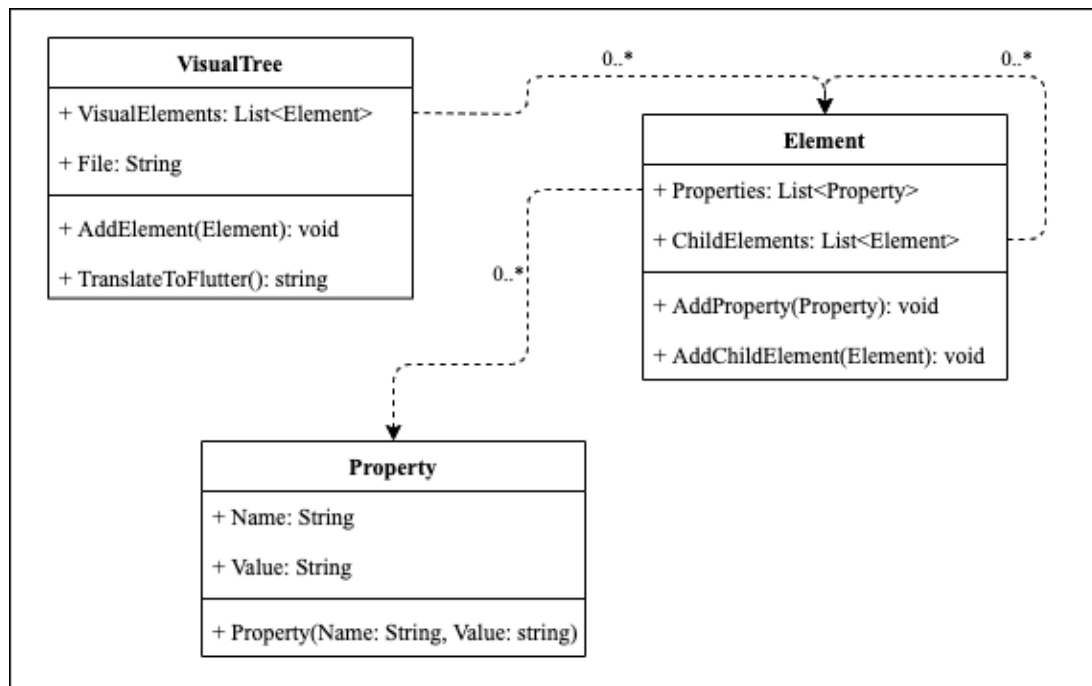 VisualTree
+ VisualElements: List<Element>
+ File: String
+ AddElement(Element): void
+ TranslateToFlutter(): string
0..*
0..*
Element
+ Properties: List<Property>
+ ChildElements: List<Element>
+ AddProperty(Property): void
+ AddChildElement(Element): void
0..*
Property
+ Name: String
+ Value: String
+ Property(Name: String, Value: string)